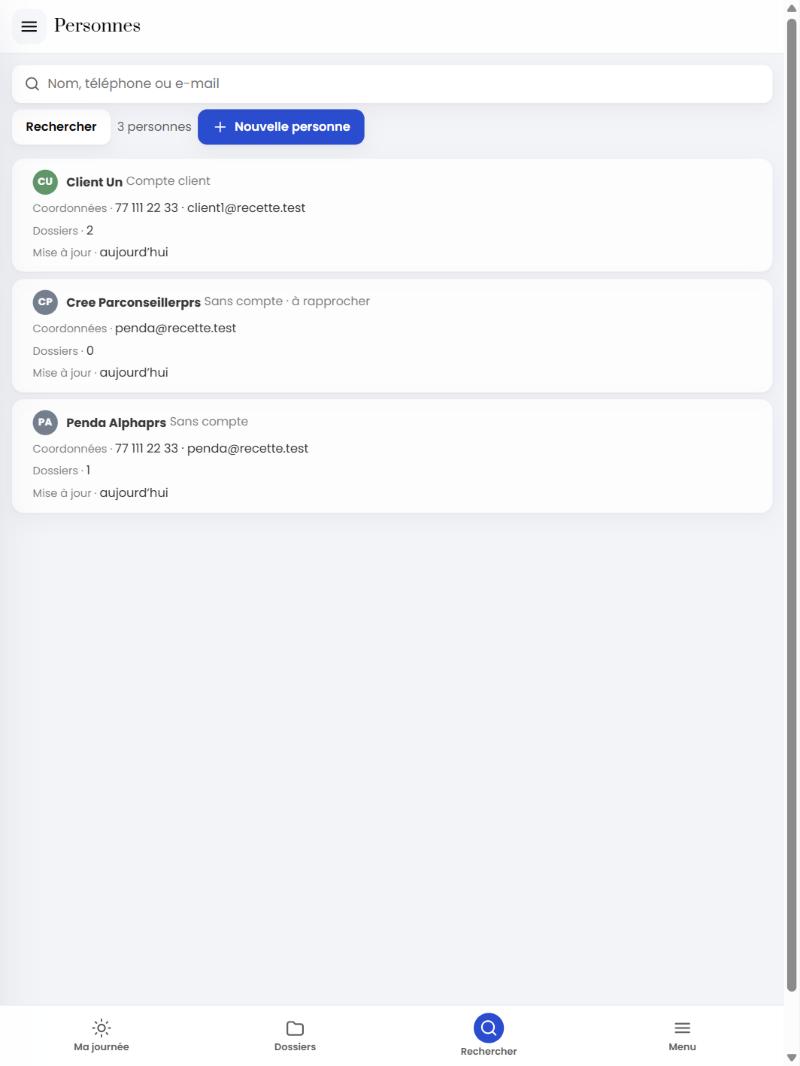 Personnes
Nom, téléphone ou e-mail
Rechercher 3 personnes + Nouvelle personne
CU Client Un Compte client
Coordonnées · 77 111 22 33 · client1@recette.test
Dossiers · 2
Mise à jour · aujourd'hui
CP Cree Parconseillerprs Sans compte · à rapprocher
Coordonnées · penda@recette.test
Dossiers · 0
Mise à jour · aujourd'hui
PA Penda Alphaprs Sans compte
Coordonnées · 77 111 22 33 · penda@recette.test
Dossiers · 1
Mise à jour · aujourd'hui
Ma journée Dossiers Rechercher Menu